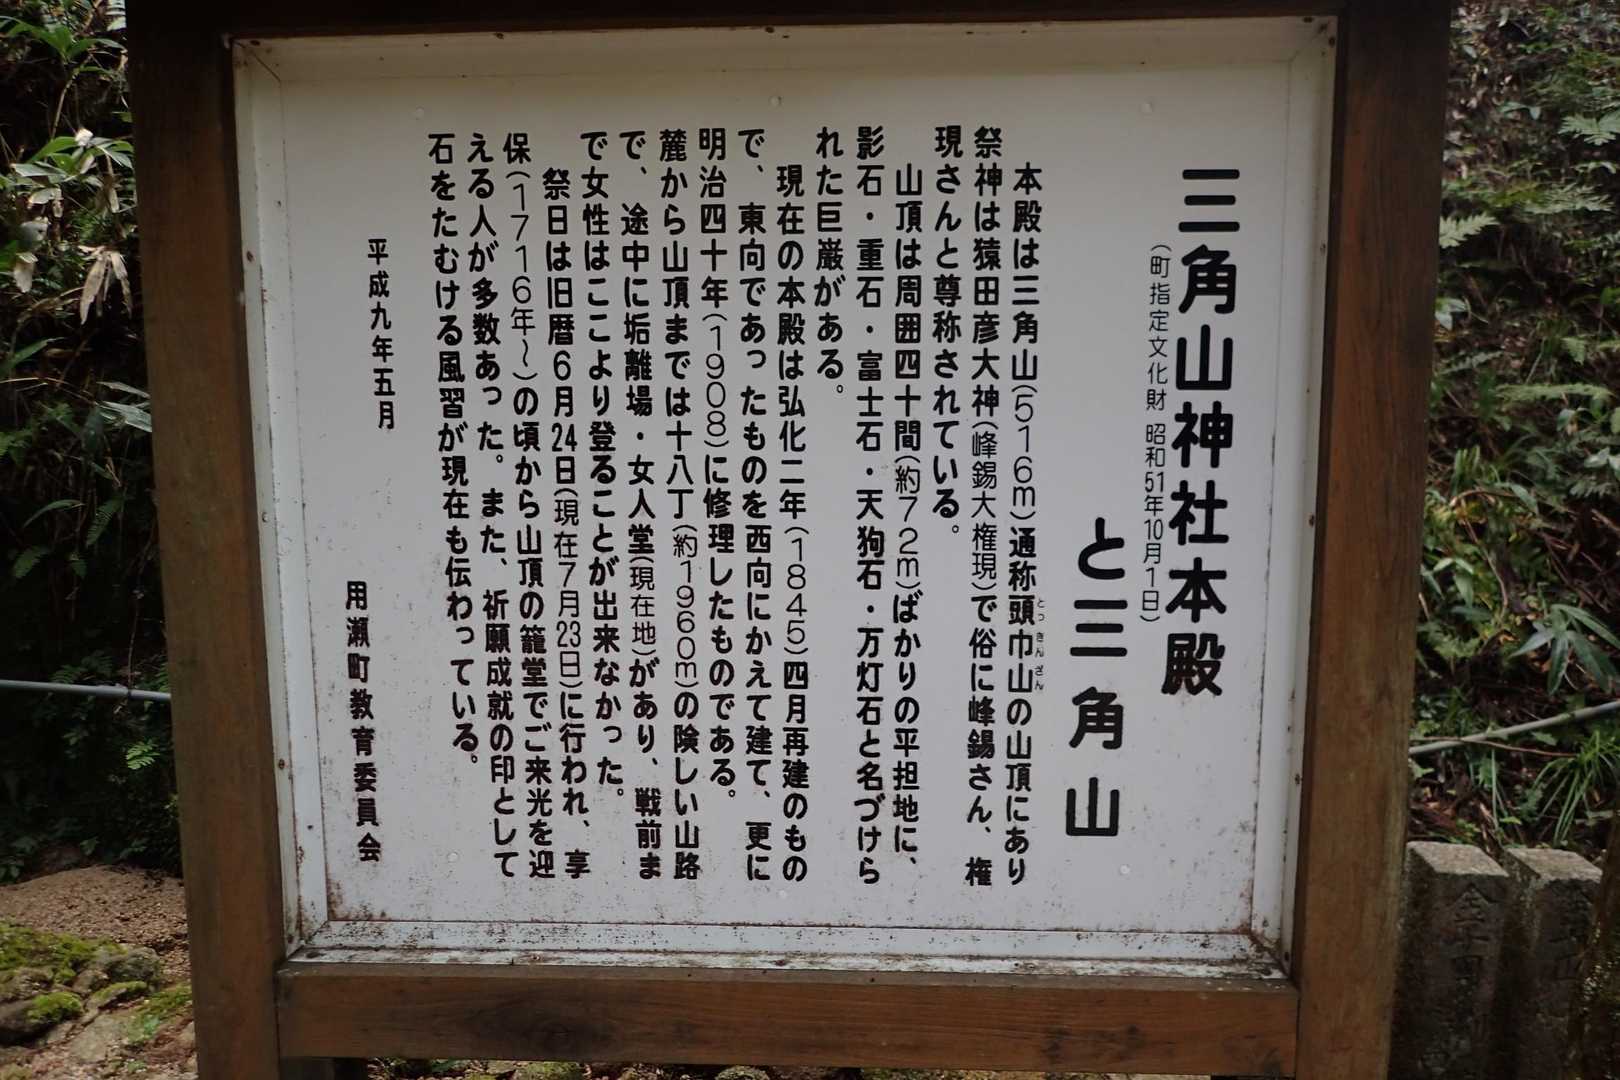 三角山神社本殿
と三角山
(町指定文化財 昭和51年10月1日)
本殿は三角山(516m)通称頭巾山の山頂にあり
とっきんざん
祭神は猿田彦大神(峰錫大権現)で俗に峰錫さん、権
現さんと尊称されている。
山頂は周囲四十間(約72m)ばかりの平担地に、
影石・重石・富士石・天狗石・万灯石と名づけら
れた巨巌がある。
現在の本殿は弘化二年(1845)四月再建のもの
で、東向であったものを西向にかえて建て、更に
明治四十年(1908)に修理したものである。
麓から山頂までは十八丁(約1960m)の険しい山路
で、途中に垢離場・女人堂(現在地)があり、戦前ま
で女性はここより登ることが出来なかった。
祭日は旧暦6月24日(現在7月23日)に行われ、享
保(1716年~)の頃から山頂の籠堂でご来光を迎
える人が多数あった。また、祈願成就の印として
石をたむける風習が現在も伝わっている。
平成九年五月
用瀬町教育委員会